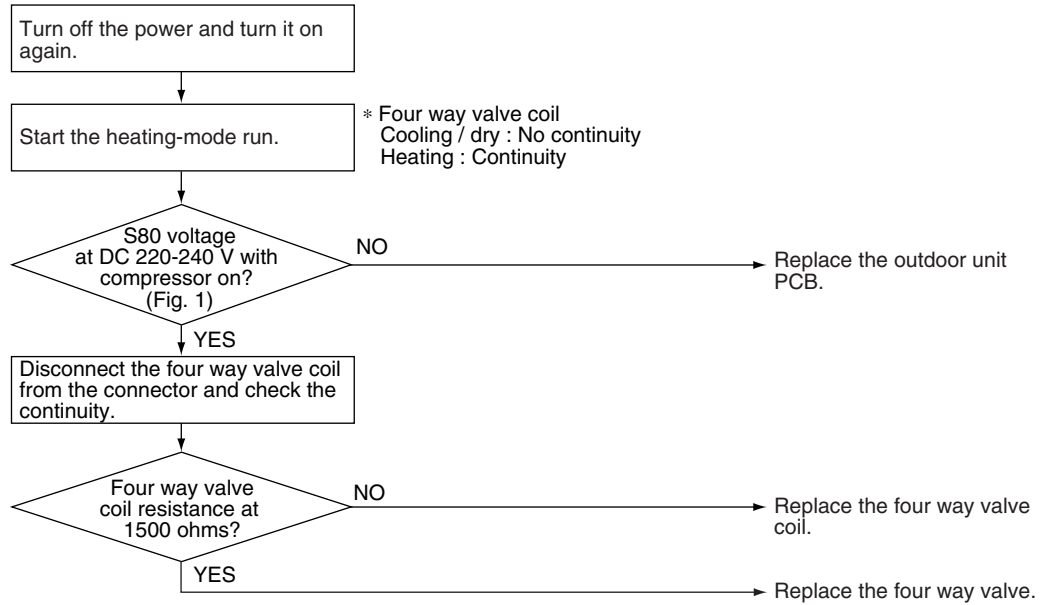 Turn off the power and turn it on
again.
Start the heating-mode run.
* Four way valve coil
Cooling / dry : No continuity
Heating : Continuity
S80 voltage
at DC 220-240 V with
compressor on?
(Fig. 1)
NO
Replace the outdoor unit
PCB.
YES
Disconnect the four way valve coil
from the connector and check the
continuity.
Four way valve
coil resistance at
1500 ohms?
NO
Replace the four way valve
coil.
YES
Replace the four way valve.